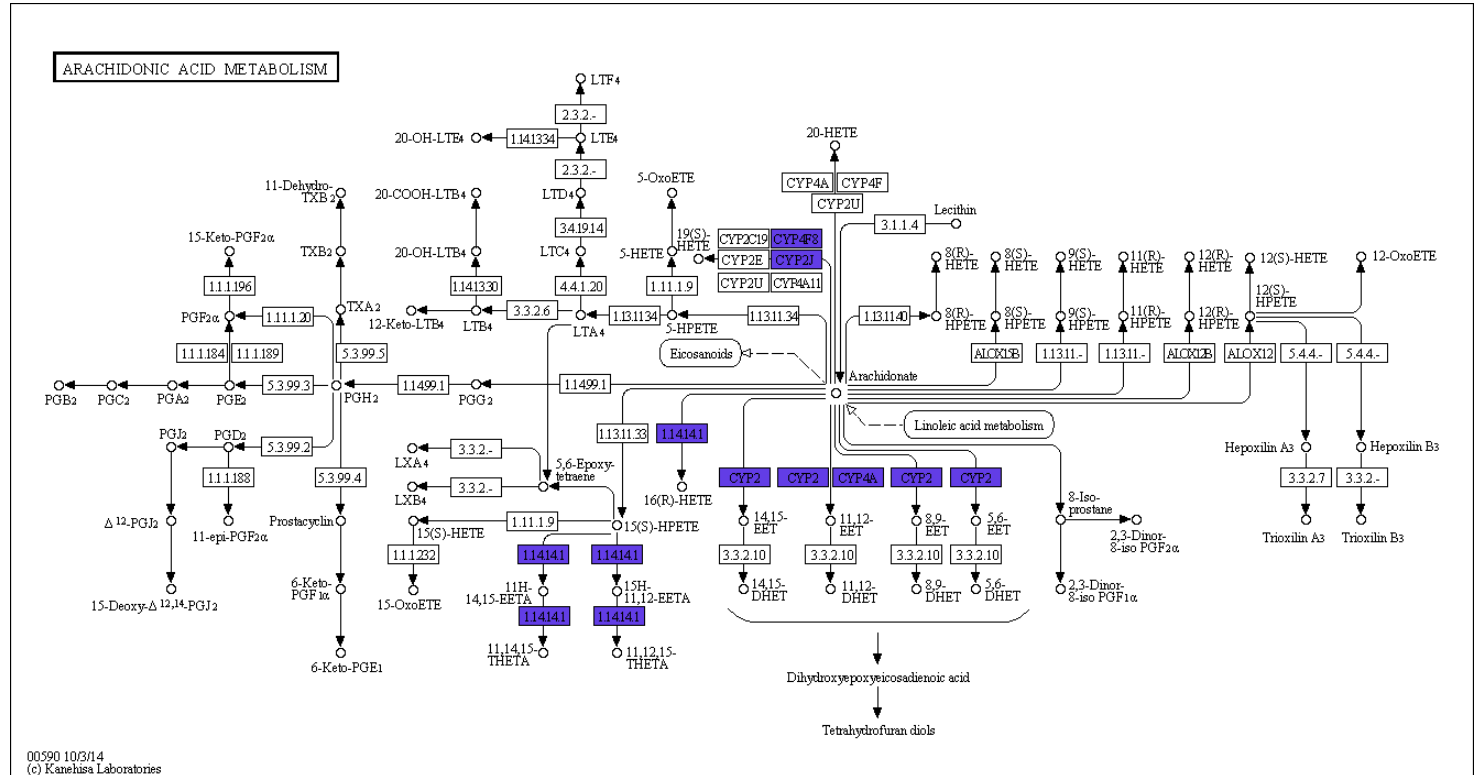 ARACHIDONIC ACID METABOLISM
LTF4
2.3.2.-
20-OH-LTE4
1.14.13.34
LTE4
20-HETE
2.3.2.-
CYP4A
CYP4F
CYP2U
11-Dehydro-
TXB2
20-COOH-LTB4
LTD4
5-OxoETE
Lecithin
3.1.1.4
15-Keto-PGF2α
3.4.19.14
TXB2
20-OH-LTB4
LTC4
5-HETE
19(S)-
HETE
CYP2C19
CYP4F8
CYP2E
CYP2J
CYP2U
CYP4A11
8(R)-
HETE
8(S)-
HETE
9(S)-
HETE
11(R)-
HETE
12(R)-
HETE
12(S)-HETE
12-OxoETE
1.1.1.196
1.14.13.30
4.4.1.20
1.11.1.9
12(S)-
HPETE
PGF2α
1.11.1.20
TXA2
12-Keto-LTB4
LTB4
3.3.2.6
LTA4
1.13.11.34
5-HPETE
1.13.11.34
1.13.11.40
8(R)-
HPETE
8(S)-
HPETE
9(S)-
HPETE
11(R)-
HPETE
12(R)-
HPETE
1.1.1.184
1.1.1.189
5.3.99.5
Eicosanoids
ALOX15B
1.13.11.-
1.13.11.-
ALOX12B
ALOX12
5.4.4.-
5.4.4.-
Arachidonate
PGB2
PGC2
PGA2
PGE2
5.3.99.3
PGH2
1.14.99.1
PGG2
1.14.99.1
Linoleic acid metabolism
PGJ2
PGD2
5.3.99.2
1.13.11.33
1.14.14.1
Hepoxilin A3
Hepoxilin B3
LXA4
3.3.2.-
5,6-Epoxy-
tetraene
1.1.1.188
5.3.99.4
LXB4
3.3.2.-
16(R)-HETE
CYP2
CYP2
CYP4A
CYP2
CYP2
3.3.2.7
3.3.2.-
8-Iso-
prostane
Δ12-PGJ2
11-epi-PGF2α
Prostacyclin
15(S)-HETE
1.11.1.9
15(S)-HPETE
14,15-
EET
11,12-
EET
8,9-
EET
5,6-
EET
2,3-Dinor-
8-iso PGF2α
Trioxilin A3
Trioxilin B3
1.1.1.232
1.14.14.1
1.14.14.1
3.3.2.10
3.3.2.10
3.3.2.10
3.3.2.10
15-Deoxy-Δ12,14-PGJ2
6-Keto-
PGF1α
15-OxoETE
11H-
14,15-EETA
15H-
11,12-EETA
14,15-
DHET
11,12-
DHET
8,9-
DHET
5,6-
DHET
2,3-Dinor-
8-iso PGF1α
1.14.14.1
1.14.14.1
6-Keto-PGE1
11,14,15-
THETA
11,12,15-
THETA
Dihydroxyepoxyeicosadienoic acid
Tetrahydrofuran diols
00590 10/3/14
(c) Kanehisa Laboratories